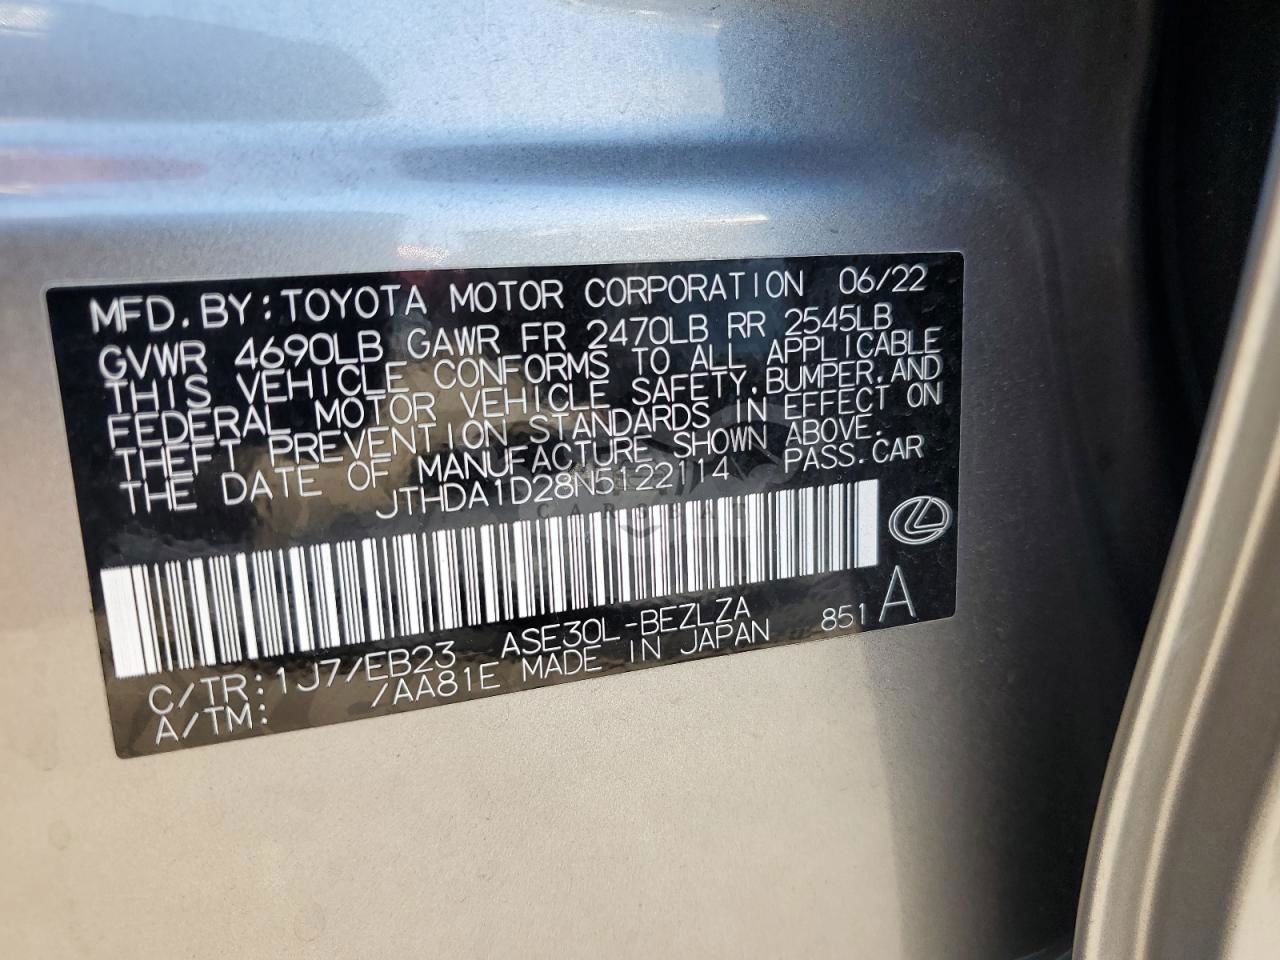 MFD. BY: TOYOTA MOTOR CORPORATION 06/22
GVWR 4690LB GAWR FR 2470LB RR 2545LB
THIS VEHICLE CONFORMS TO ALL APPLICABLE
FEDERAL MOTOR VEHICLE SAFETY, BUMPER, AND
THEFT PREVENTION STANDARDS IN EFFECT ON
THE DATE OF MANUFACTURE SHOWN ABOVE.
JTHDA1D28N5122114 PASS. CAR
CAROBAT
C/TR: 1J7/EB23 ASE30L-BEZLZA 851 A
A/TM: /AA81E MADE IN JAPAN